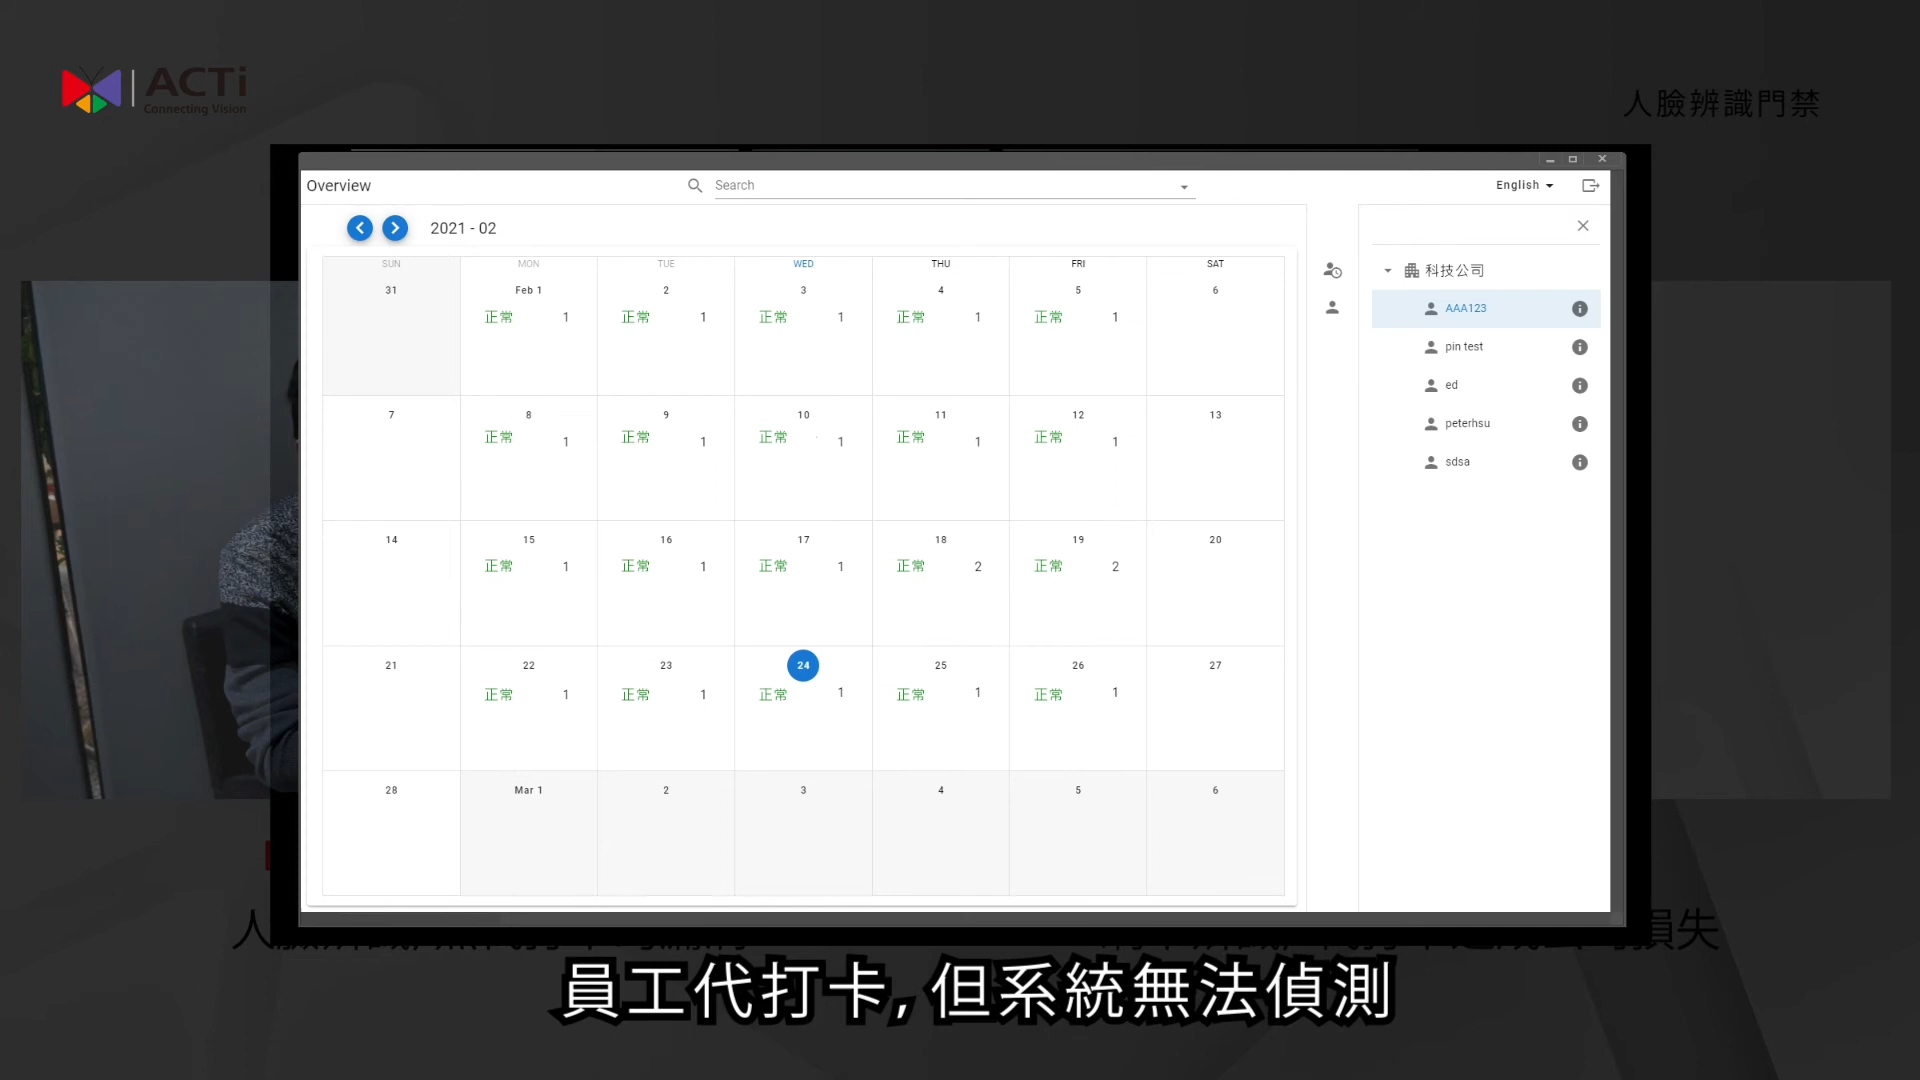 ACTi
Connecting Vision
人臉辨識門禁
Overview
Search
English
2021 - 02
SUN MON TUE WED THU FRI SAT
31 Feb 1 2 3 4 5 6
正常 1 正常 1 正常 1 正常 1 正常 1
7 8 9 10 11 12 13
正常 1 正常 1 正常 1 正常 1 正常 1
14 15 16 17 18 19 20
正常 1 正常 1 正常 1 正常 2 正常 2
21 22 23 24 25 26 27
正常 1 正常 1 正常 1 正常 1 正常 1
28 Mar 1 2 3 4 5 6
科技公司
AAA123
pin test
ed
peterhsu
sdsa
損失
員工代打卡, 但系統無法偵測